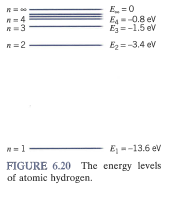 n = ∞ E∞ = 0
n = 4 E4 = -0.8 eV
n = 3 E3 = -1.5 eV
n = 2 E2 = -3.4 eV
n = 1 E1 = -13.6 eV
FIGURE 6.20 The energy levels
of atomic hydrogen.